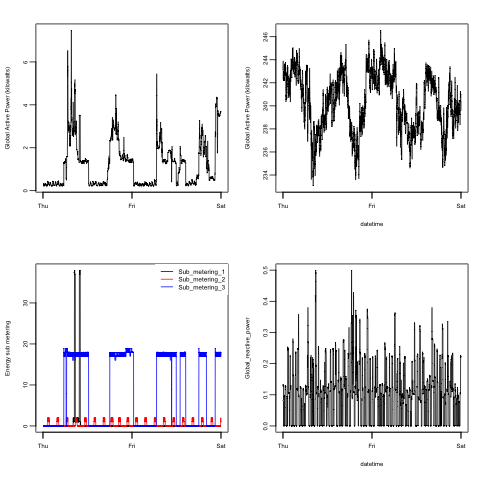 Global Active Power (kilowatts)
0 2 4 6
Thu Fri Sat
Global Active Power (kilowatts)
234 236 238 240 242 246
Thu Fri Sat
datetime
Energy sub metering
0 10 20 30
Sub_metering_1
Sub_metering_2
Sub_metering_3
Thu Fri Sat
Global_reactive_power
0.0 0.1 0.2 0.3 0.4 0.5
Thu Fri Sat
datetime